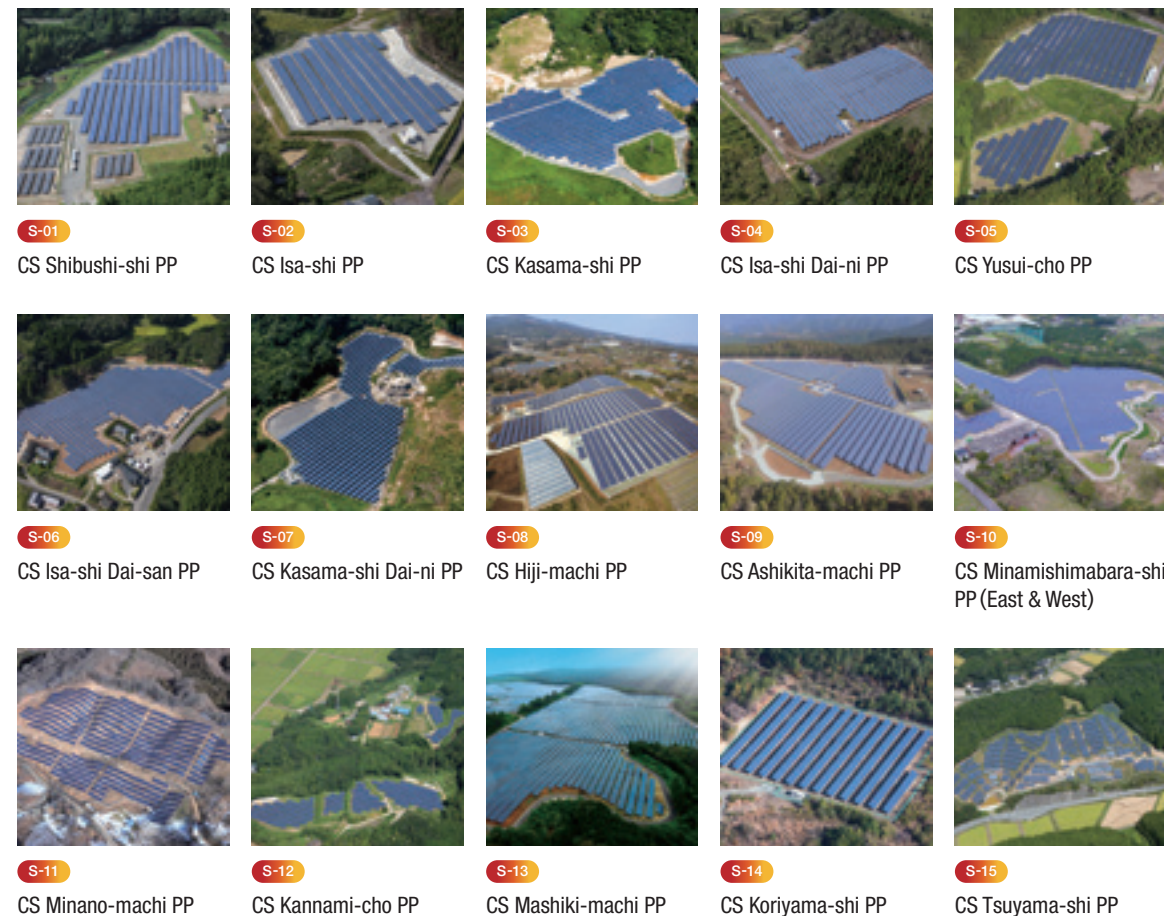 S-01
CS Shibushi-shi PP
S-02
CS Isa-shi PP
S-03
CS Kasama-shi PP
S-04
CS Isa-shi Dai-ni PP
S-05
CS Yusui-cho PP
S-06
CS Isa-shi Dai-san PP
S-07
CS Kasama-shi Dai-ni PP
S-08
CS Hiji-machi PP
S-09
CS Ashikita-machi PP
S-10
CS Minamishimabara-shi
PP (East & West)
S-11
CS Minano-machi PP
S-12
CS Kannami-cho PP
S-13
CS Mashiki-machi PP
S-14
CS Koriyama-shi PP
S-15
CS Tsuyama-shi PP